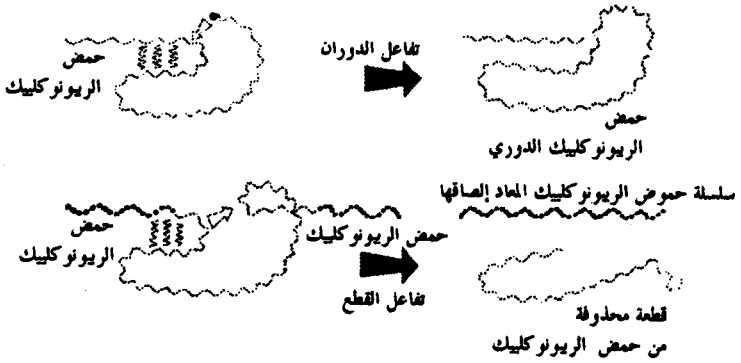 حمض
الريبونوكلييك
تفاعل الدوران
حمض
الريبونوكلييك الدوري
حمض
الريبونوكلييك
حمض الريبونوكلييك
تفاعل القطع
سلسلة حموض الريبونوكلييك المعاد إلصاقها
قطعة محذوفة
من حمض الريبونوكلييك